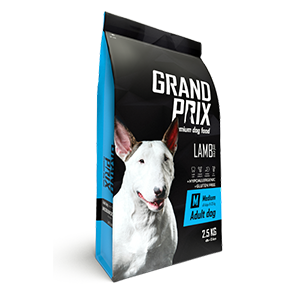 GRAND
PRIX
mium dog food
LAMB
HYPOALLERGENIC
GLUTEN FREE
M Medium
Adult dog
2,5 KG